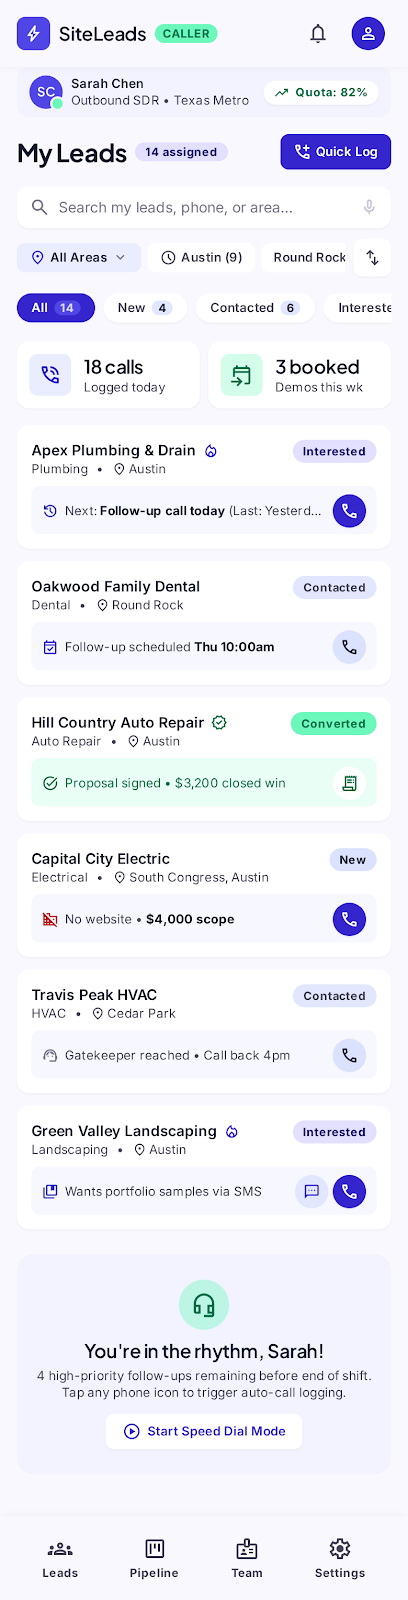 SiteLeads CALLER
SC
Sarah Chen
Outbound SDR • Texas Metro
Quota: 82%
My Leads 14 assigned Quick Log
Search my leads, phone, or area...
All Areas Austin (9) Round Rock
All 14 New 4 Contacted 6 Intereste
18 calls
Logged today
3 booked
Demos this wk
Apex Plumbing & Drain Interested
Plumbing • Austin
Next: Follow-up call today (Last: Yesterd...
Oakwood Family Dental Contacted
Dental • Round Rock
Follow-up scheduled Thu 10:00am
Hill Country Auto Repair Converted
Auto Repair • Austin
Proposal signed • $3,200 closed win
Capital City Electric New
Electrical • South Congress, Austin
No website • $4,000 scope
Travis Peak HVAC Contacted
HVAC • Cedar Park
Gatekeeper reached • Call back 4pm
Green Valley Landscaping Interested
Landscaping • Austin
Wants portfolio samples via SMS
You're in the rhythm, Sarah!
4 high-priority follow-ups remaining before end of shift.
Tap any phone icon to trigger auto-call logging.
Start Speed Dial Mode
Leads Pipeline Team Settings